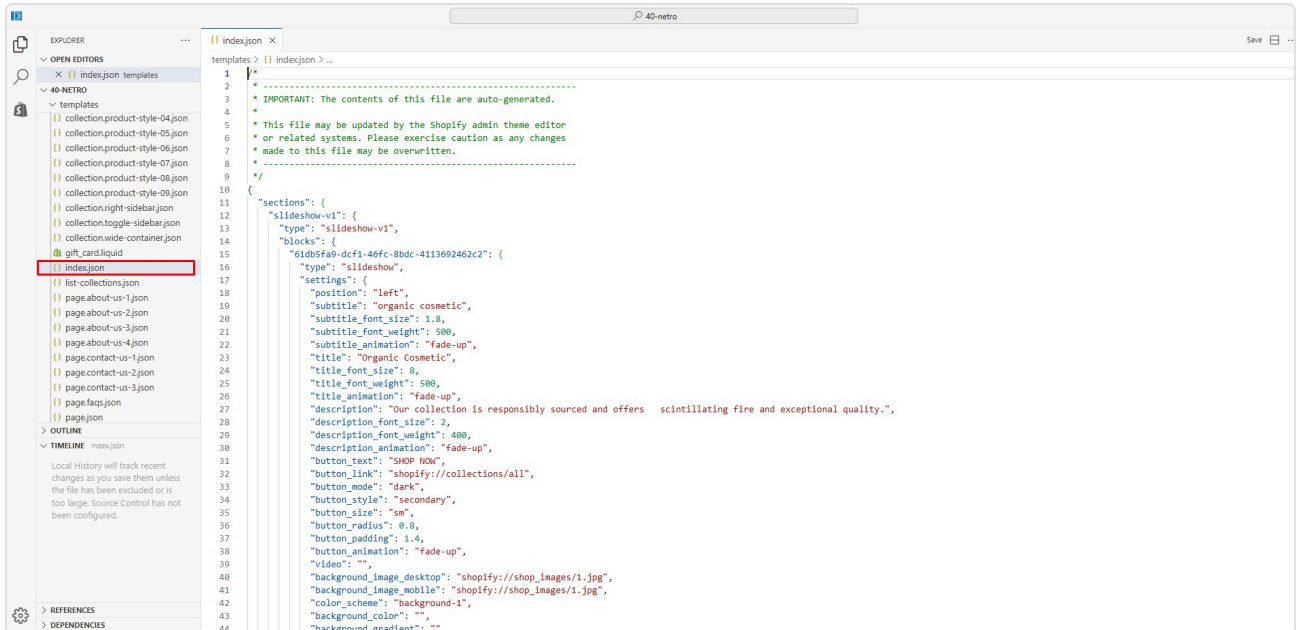 40-netro
EXPLORER
OPEN EDITORS
index.json templates
40-NETRO
templates
collection.product-style-04.json
collection.product-style-05.json
collection.product-style-06.json
collection.product-style-07.json
collection.product-style-08.json
collection.product-style-09.json
collection.right-sidebar.json
collection.toggle-sidebar.json
collection.wide-container.json
gift_card.liquid
index.json
list-collections.json
page.about-us-1.json
page.about-us-2.json
page.about-us-3.json
page.about-us-4.json
page.contact-us-1.json
page.contact-us-2.json
page.contact-us-3.json
page.faqs.json
page.json
OUTLINE
TIMELINE index.json
Local History will track recent
changes as you save them unless
the file has been excluded or is
too large. Source Control has not
been configured.
REFERENCES
DEPENDENCIES
{} index.json
Save
templates > {} index.json > ...
1 /*
2 * ------------------------------------------------------------
3 * IMPORTANT: The contents of this file are auto-generated.
4 *
5 * This file may be updated by the Shopify admin theme editor
6 * or related systems. Please exercise caution as any changes
7 * made to this file may be overwritten.
8 * ------------------------------------------------------------
9 */
10 {
11 "sections": {
12 "slideshow-v1": {
13 "type": "slideshow-v1",
14 "blocks": {
15 "61db5fa9-dcf1-46fc-8bdc-4113692462c2": {
16 "type": "slideshow",
17 "settings": {
18 "position": "left",
19 "subtitle": "organic cosmetic",
20 "subtitle_font_size": 1.8,
21 "subtitle_font_weight": 500,
22 "subtitle_animation": "fade-up",
23 "title": "Organic Cosmetic",
24 "title_font_size": 8,
25 "title_font_weight": 500,
26 "title_animation": "fade-up",
27 "description": "Our collection is responsibly sourced and offers   scintillating fire and exceptional quality.",
28 "description_font_size": 2,
29 "description_font_weight": 400,
30 "description_animation": "fade-up",
31 "button_text": "SHOP NOW",
32 "button_link": "shopify://collections/all",
33 "button_mode": "dark",
34 "button_style": "secondary",
35 "button_size": "sm",
36 "button_radius": 0.8,
37 "button_padding": 1.4,
38 "button_animation": "fade-up",
39 "video": "",
40 "background_image_desktop": "shopify://shop_images/1.jpg",
41 "background_image_mobile": "shopify://shop_images/1.jpg",
42 "color_scheme": "background-1",
43 "background_color": "",
44 "background_gradient": ""